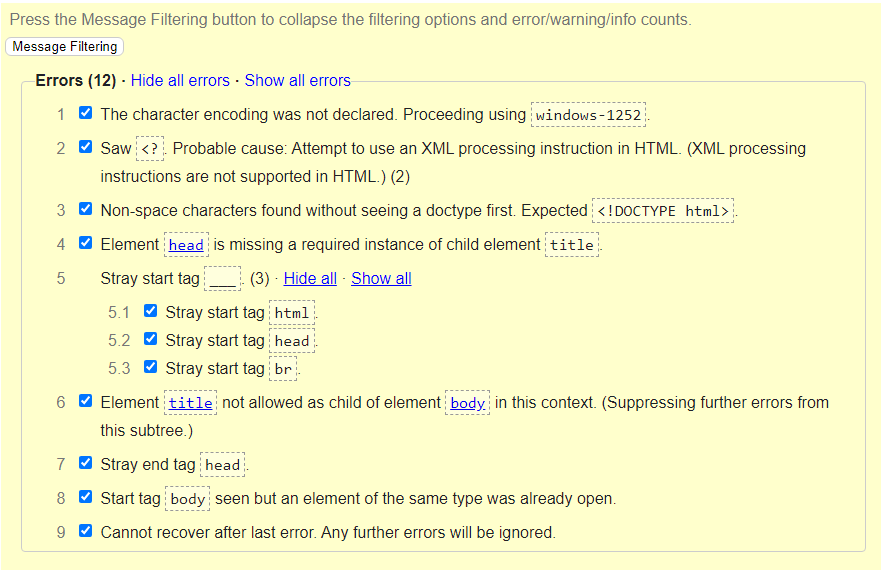 Press the Message Filtering button to collapse the filtering options and error/warning/info counts.
Message Filtering
Errors (12) · Hide all errors · Show all errors
1 The character encoding was not declared. Proceeding using windows-1252.
2 Saw <?. Probable cause: Attempt to use an XML processing instruction in HTML. (XML processing
instructions are not supported in HTML.) (2)
3 Non-space characters found without seeing a doctype first. Expected <!DOCTYPE html>.
4 Element head is missing a required instance of child element title.
5 Stray start tag ___. (3) · Hide all · Show all
5.1 Stray start tag html.
5.2 Stray start tag head.
5.3 Stray start tag br.
6 Element title not allowed as child of element body in this context. (Suppressing further errors from
this subtree.)
7 Stray end tag head.
8 Start tag body seen but an element of the same type was already open.
9 Cannot recover after last error. Any further errors will be ignored.